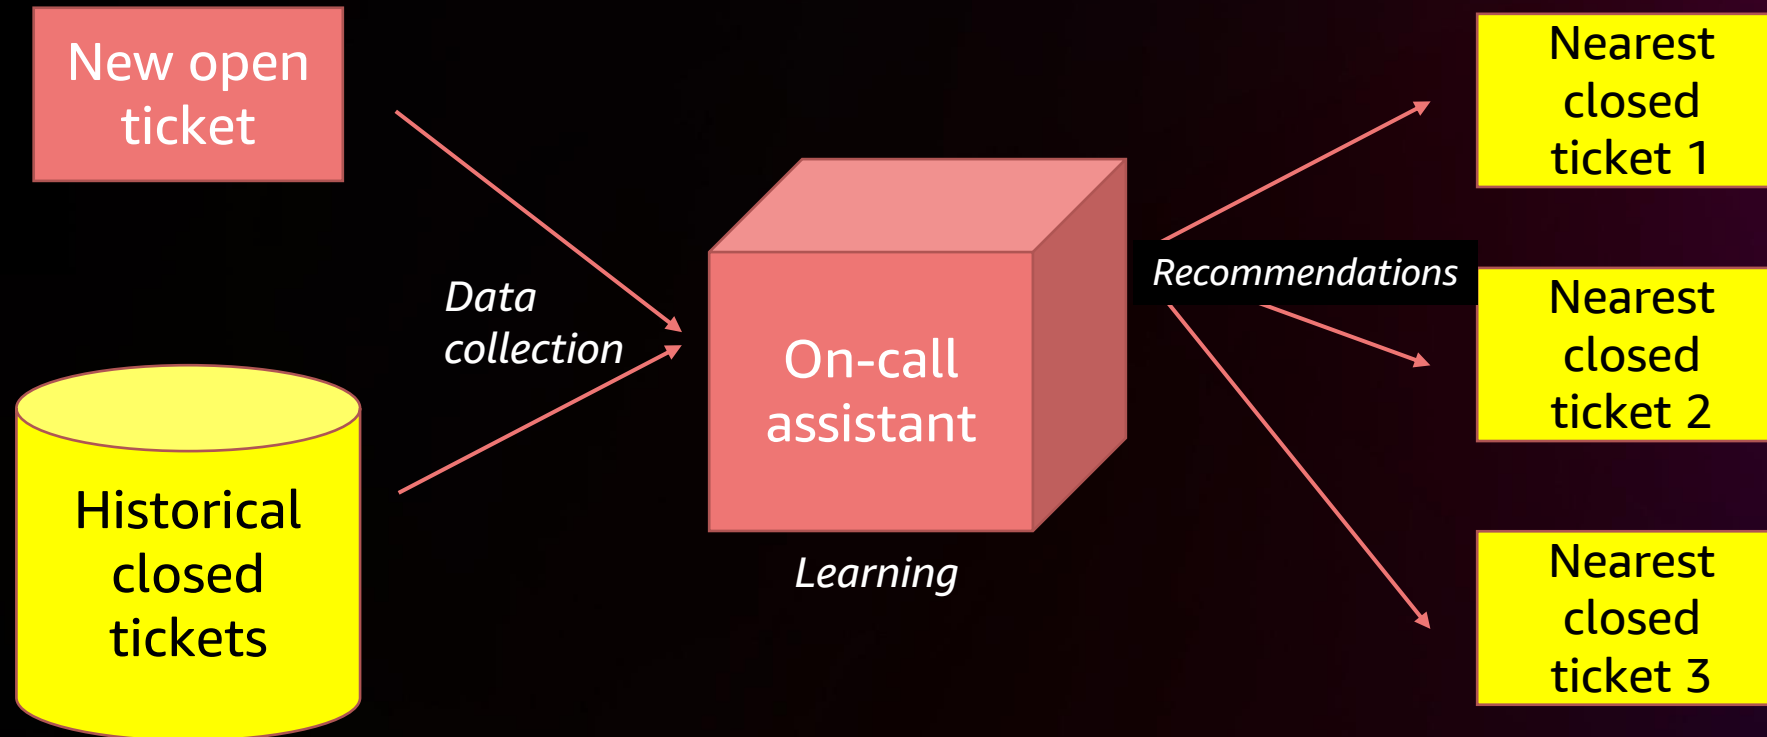 New open
ticket
Historical
closed
tickets
Data
collection
On-call
assistant
Learning
Recommendations
Nearest
closed
ticket 1
Nearest
closed
ticket 2
Nearest
closed
ticket 3